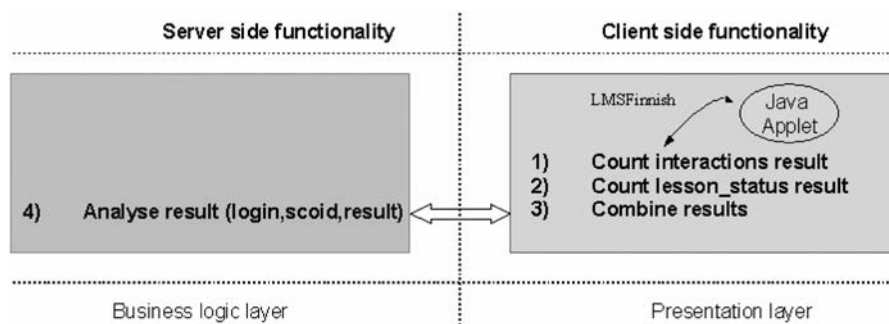 Server side functionality
Client side functionality
LMSFinnish
Java
Applet
1) Count interactions result
2) Count lesson_status result
3) Combine results
4) Analyse result (login,scoid,result)
Business logic layer
Presentation layer